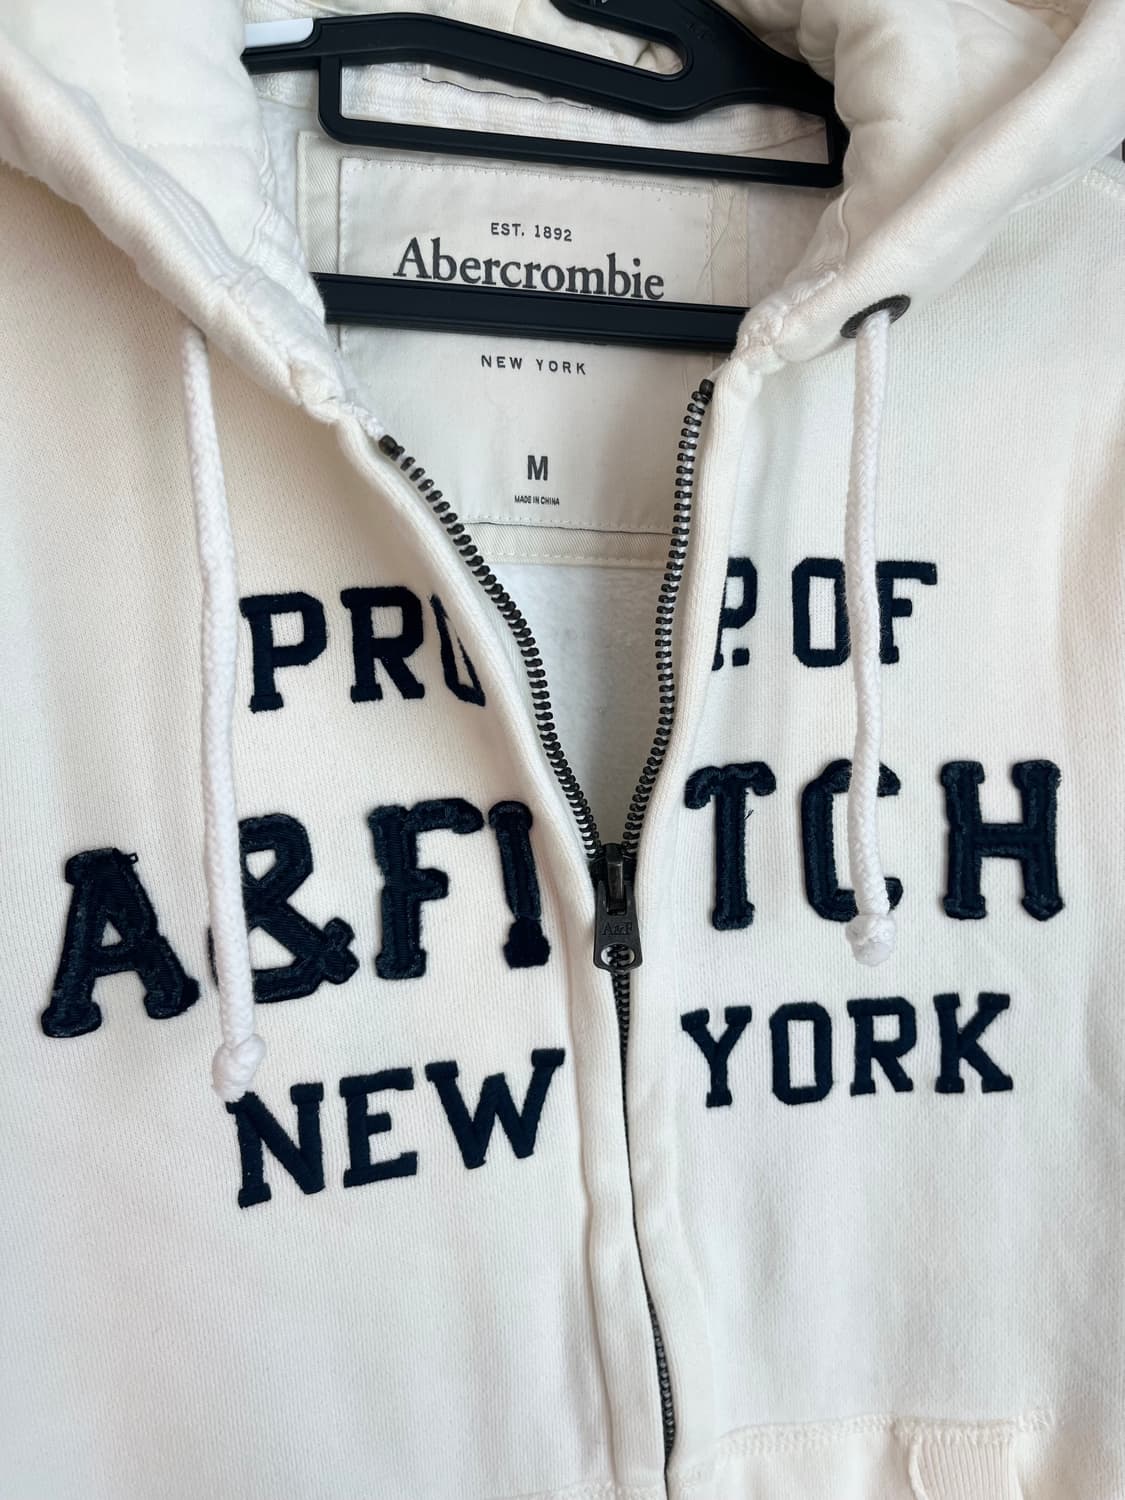 EST. 1892
Abercrombie
NEW YORK
M
MADE IN CHINA
PRO P. OF
A&FI TCH
NEW YORK
A&F